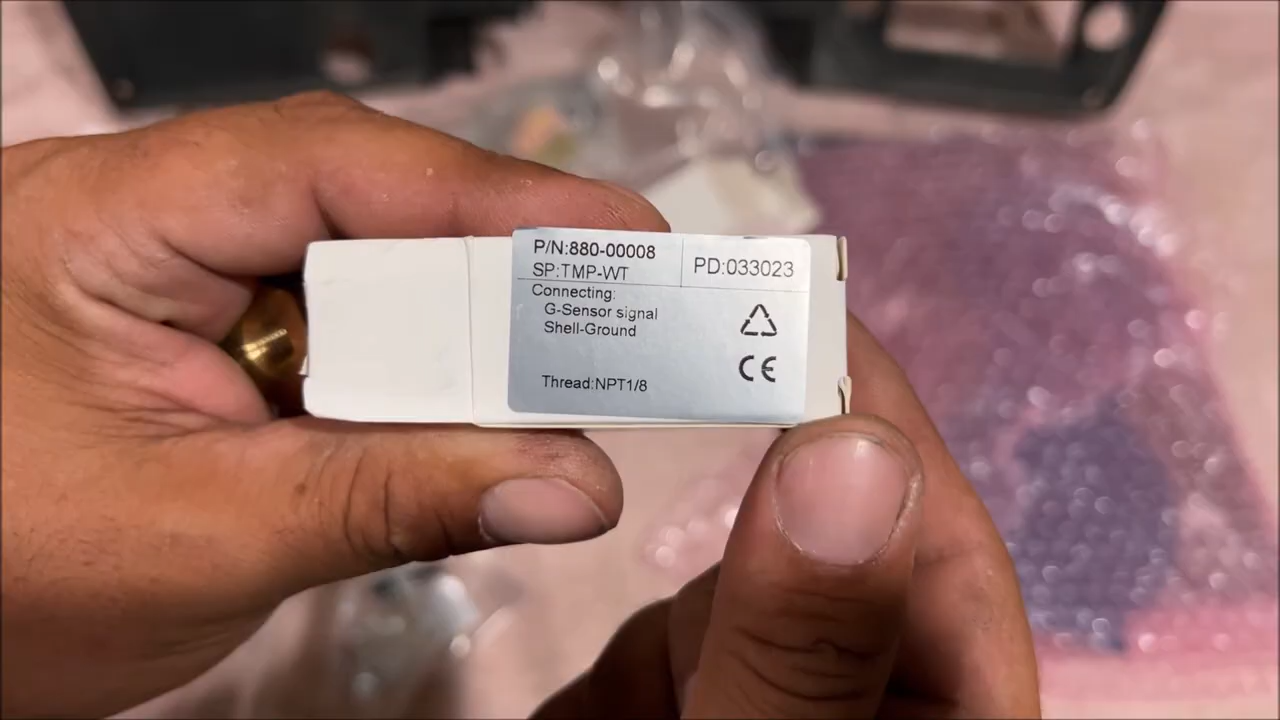 P/N:880-00008
SP:TMP-WT
PD:033023
Connecting:
G-Sensor signal
Shell-Ground
Thread:NPT1/8
CE